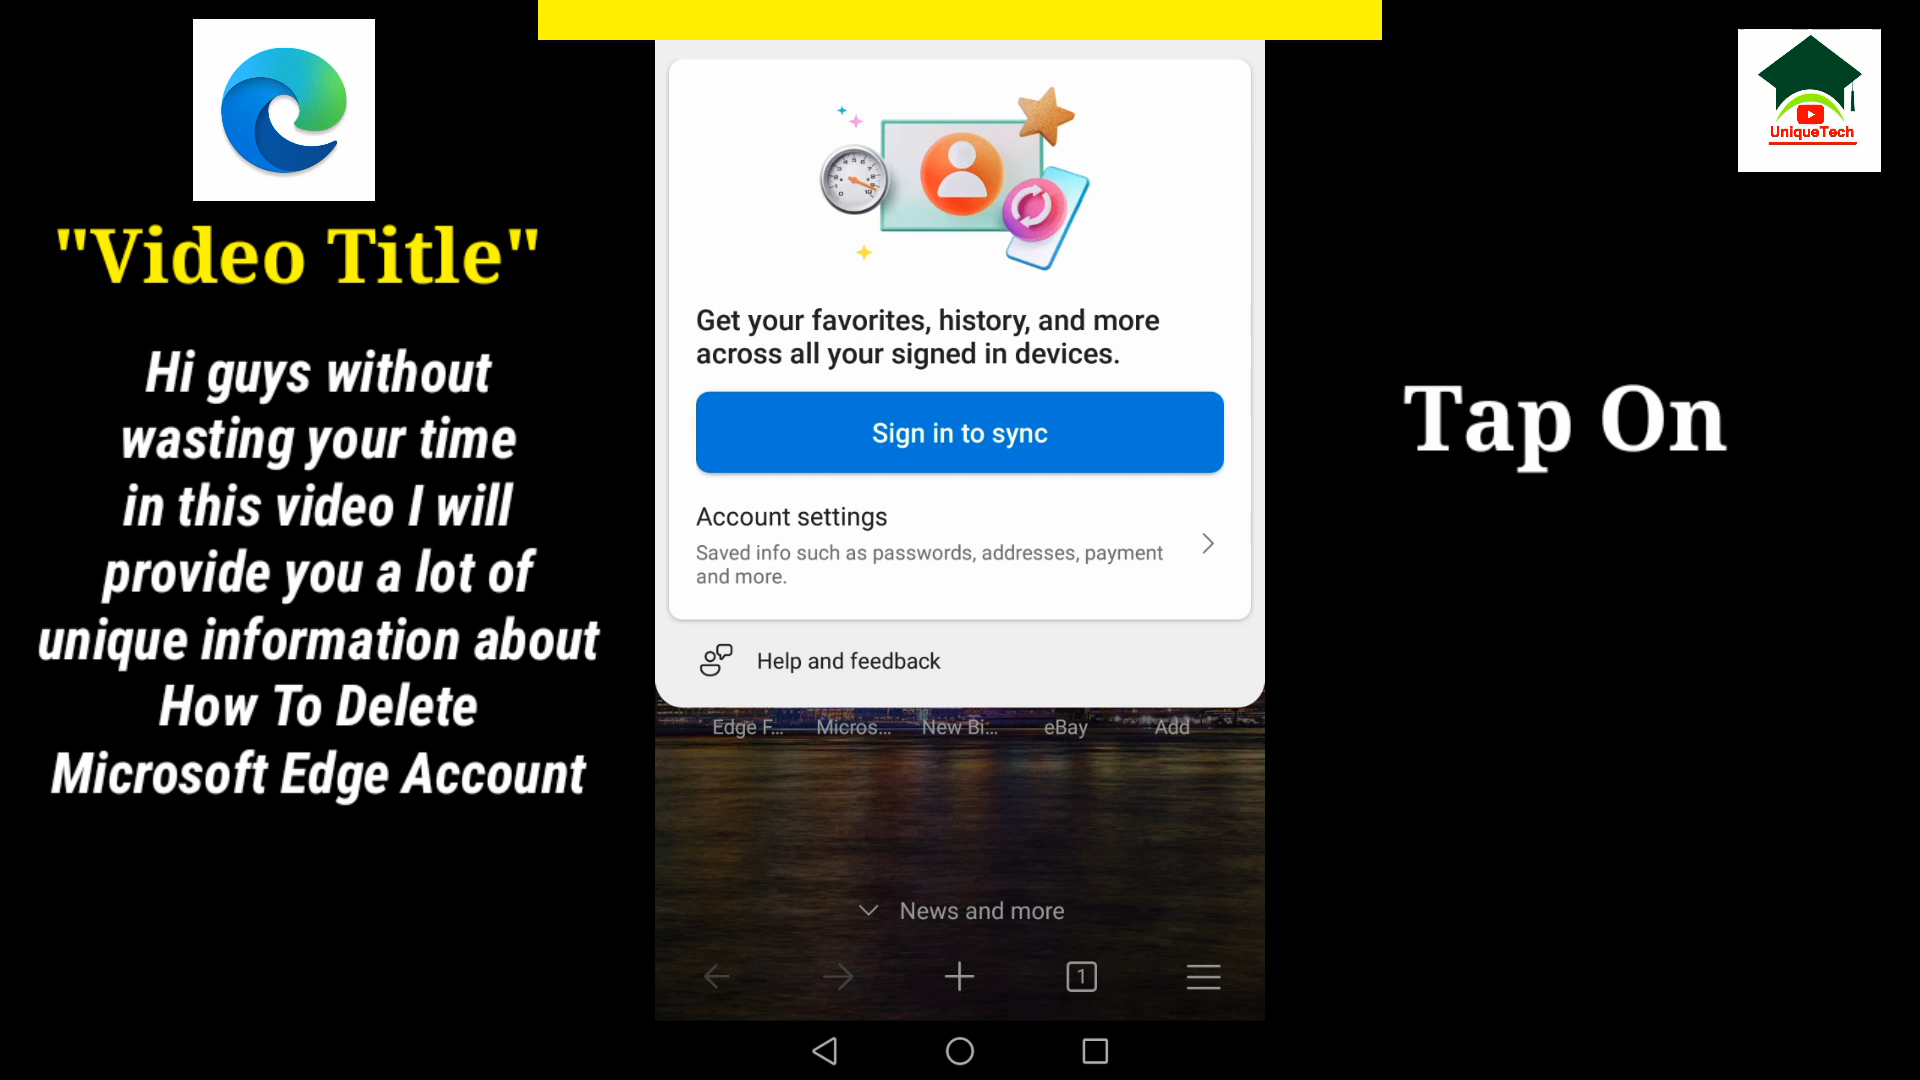 "Video Title"
Hi guys without
wasting your time
in this video I will
provide you a lot of
unique information about
How To Delete
Microsoft Edge Account
Get your favorites, history, and more
across all your signed in devices.
Sign in to sync
Account settings
Saved info such as passwords, addresses, payment
and more.
Help and feedback
Edge F...
Micros...
New Bi...
eBay
Add
News and more
1
UniqueTech
Tap On